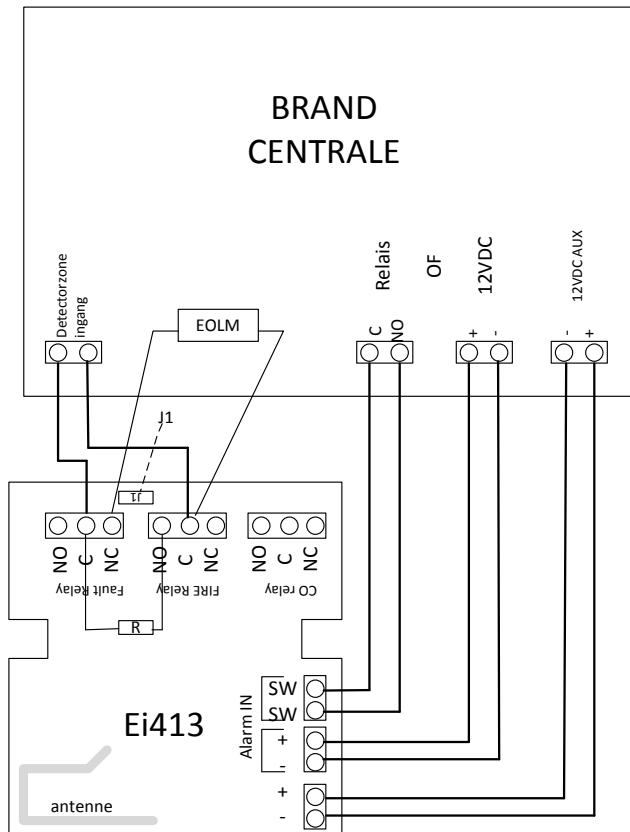 BRAND
CENTRALE
Detectorzone
ingang
EOLM
Relais
OF
12VDC
12VDC AUX
C
NO
+
-
-
+
J1
J1
NO
C
NC
NO
C
NC
NO
C
NC
Fault Relay
FIRE Relay
CO relay
R
Ei413
Alarm IN
SW
SW
+
-
+
-
antenne